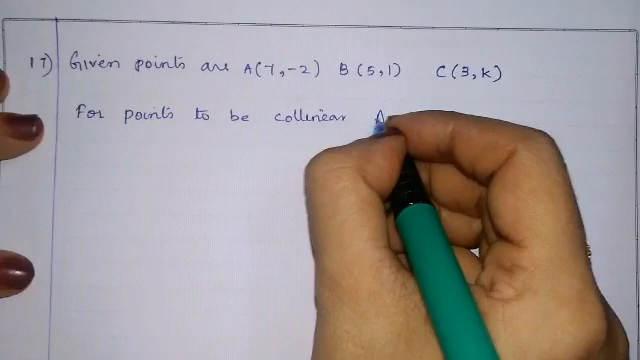 17) Given points are A(7,-2) B(5,1) C(3,K)
For points to be collinear A